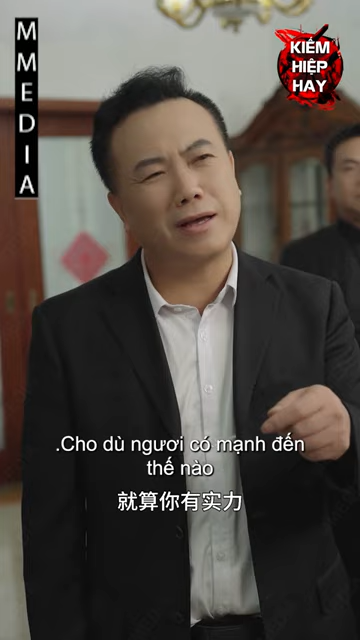 MMEDIA
KIẾM
HIỆP
HAY
.Cho dù ngươi có mạnh đến
thế nào
就算你有实力